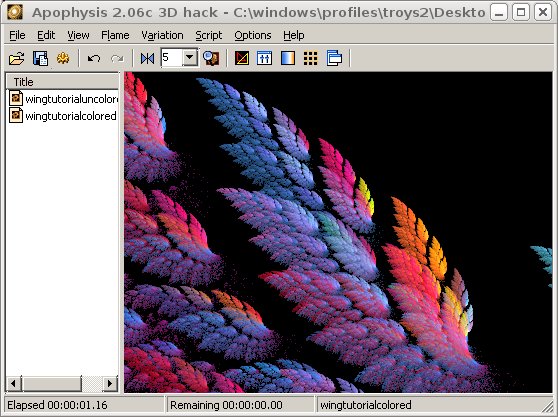 Apophysis 2.06c 3D hack - C:\windows\profiles\troys2\Deskto
File Edit View Flame Variation Script Options Help
5
Title
wingtutorialuncolore
wingtutorialcolored
Elapsed 00:00:01.16 Remaining 00:00:00.00 wingtutorialcolored